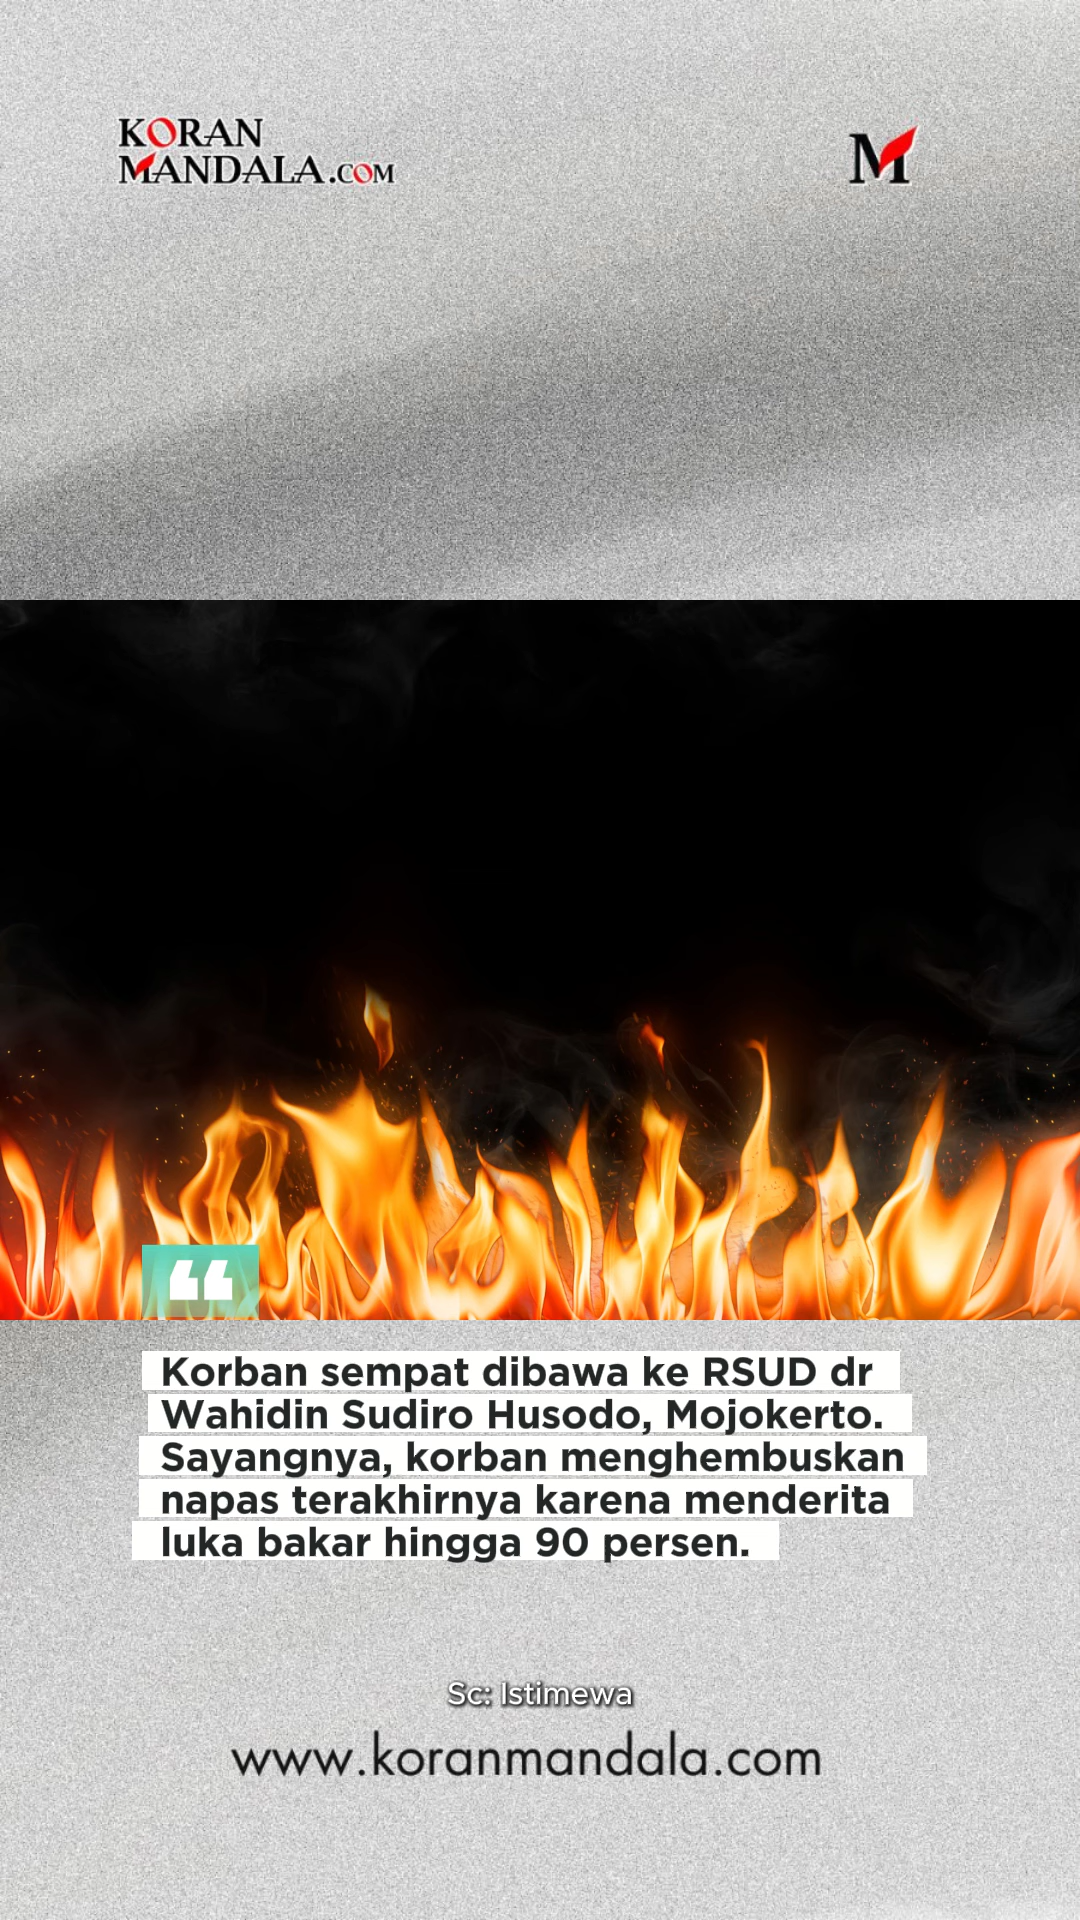 KORAN
MANDALA.COM
M
Korban sempat dibawa ke RSUD dr
Wahidin Sudiro Husodo, Mojokerto.
Sayangnya, korban menghembuskan
napas terakhirnya karena menderita
luka bakar hingga 90 persen.
Sc: Istimewa
www.koranmandala.com